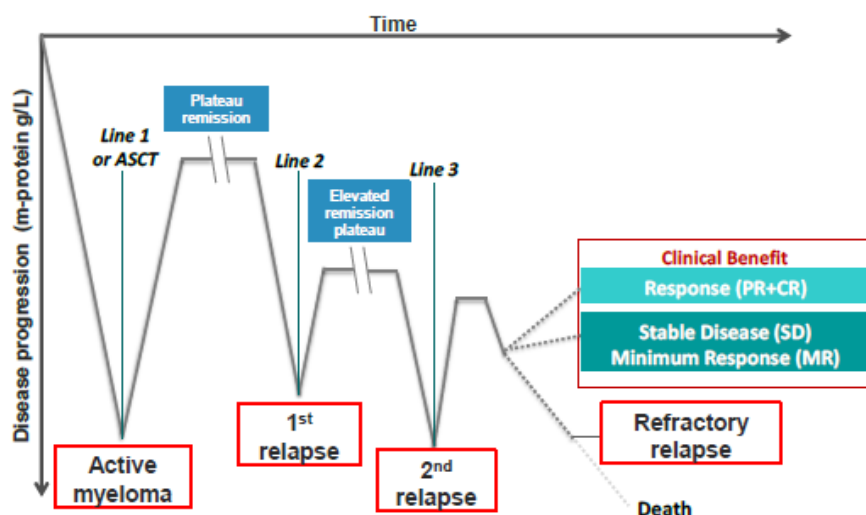 Time
Disease progression (m-protein g/L)
Plateau
remission
Line 1
or ASCT
Line 2
Line 3
Elevated
remission
plateau
Clinical Benefit
Response (PR+CR)
Stable Disease (SD)
Minimum Response (MR)
1st
relapse
Refractory
relapse
Active
myeloma
2nd
relapse
Death